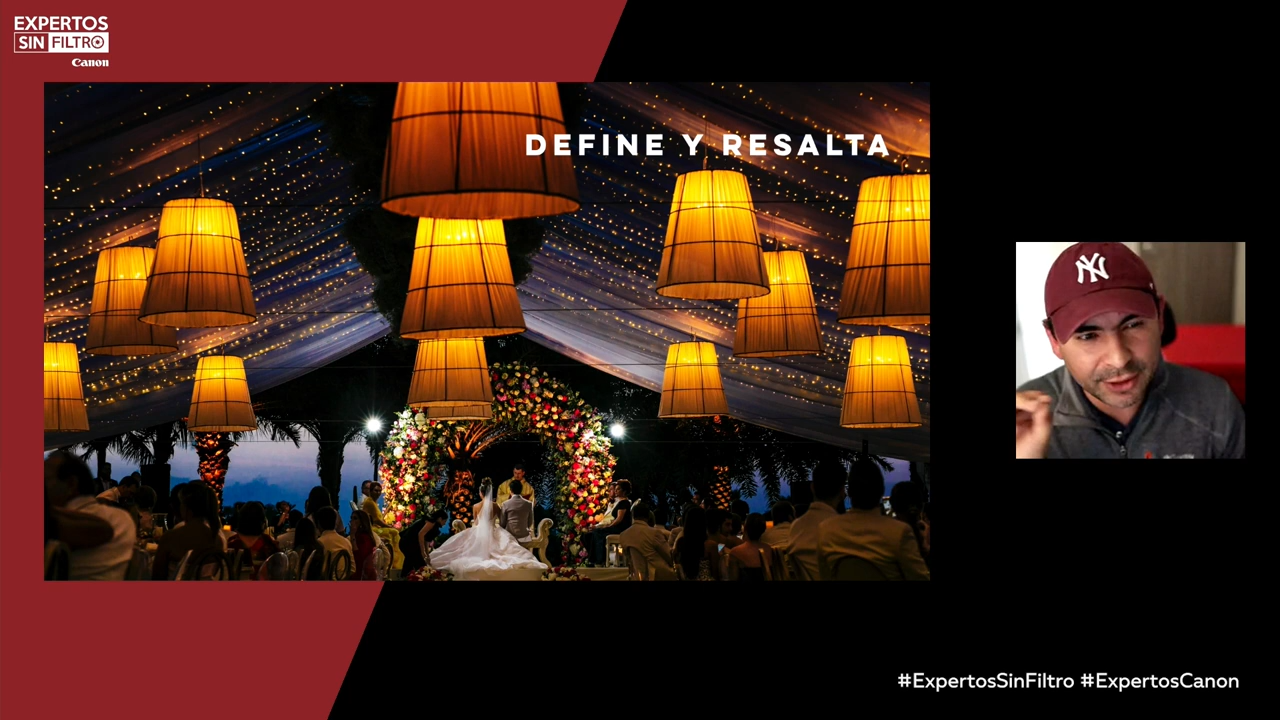 EXPERTOS
SIN FILTRO
Canon
DEFINE Y RESALTA
NY
#ExpertosSinFiltro #ExpertosCanon